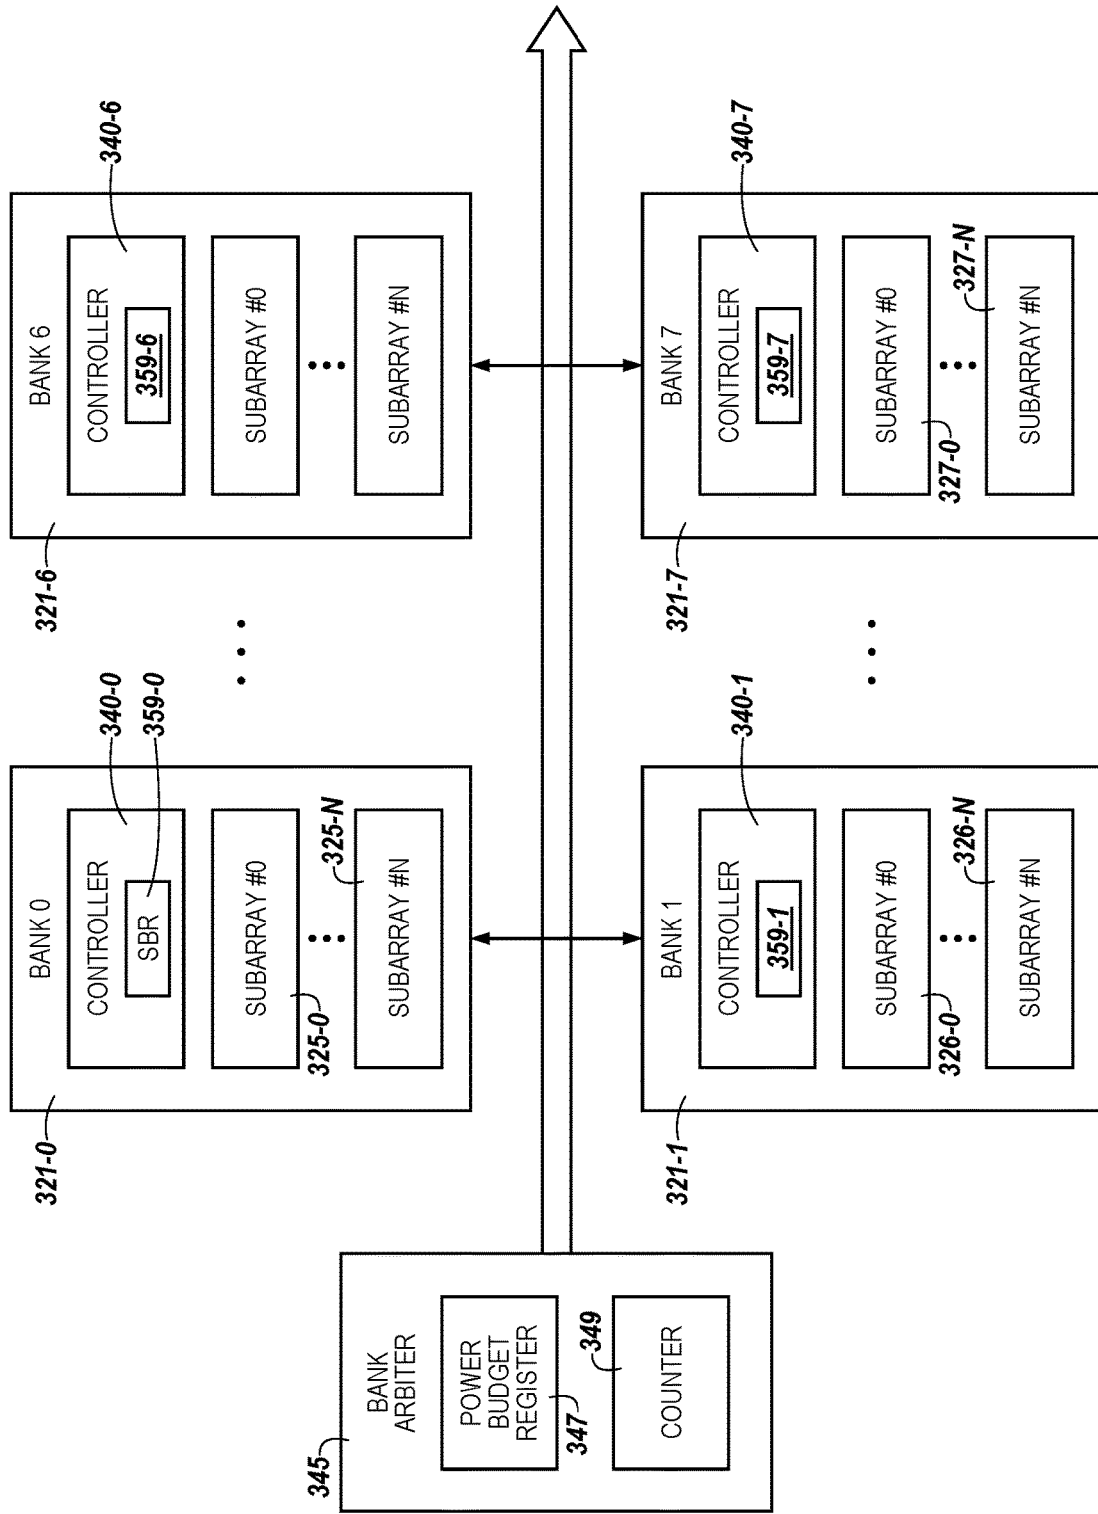 345
BANK
ARBITER
POWER
BUDGET
REGISTER
347
349
COUNTER
321-0
BANK 0
CONTROLLER
340-0
SBR
359-0
SUBARRAY #0
325-0
325-N
SUBARRAY #N
321-6
BANK 6
CONTROLLER
340-6
359-6
SUBARRAY #0
SUBARRAY #N
321-1
BANK 1
CONTROLLER
340-1
359-1
SUBARRAY #0
326-0
326-N
SUBARRAY #N
321-7
BANK 7
CONTROLLER
340-7
359-7
SUBARRAY #0
327-0
327-N
SUBARRAY #N